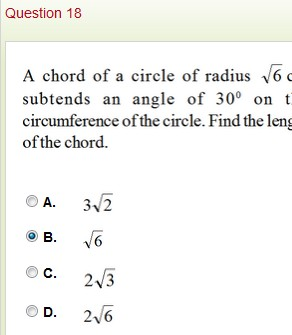 Question 18
A chord of a circle of radius √6 c
subtends an angle of 30⁰ on t
circumference of the circle. Find the leng
of the chord.
A. 3√2
B. √6
C. 2√3
D. 2√6